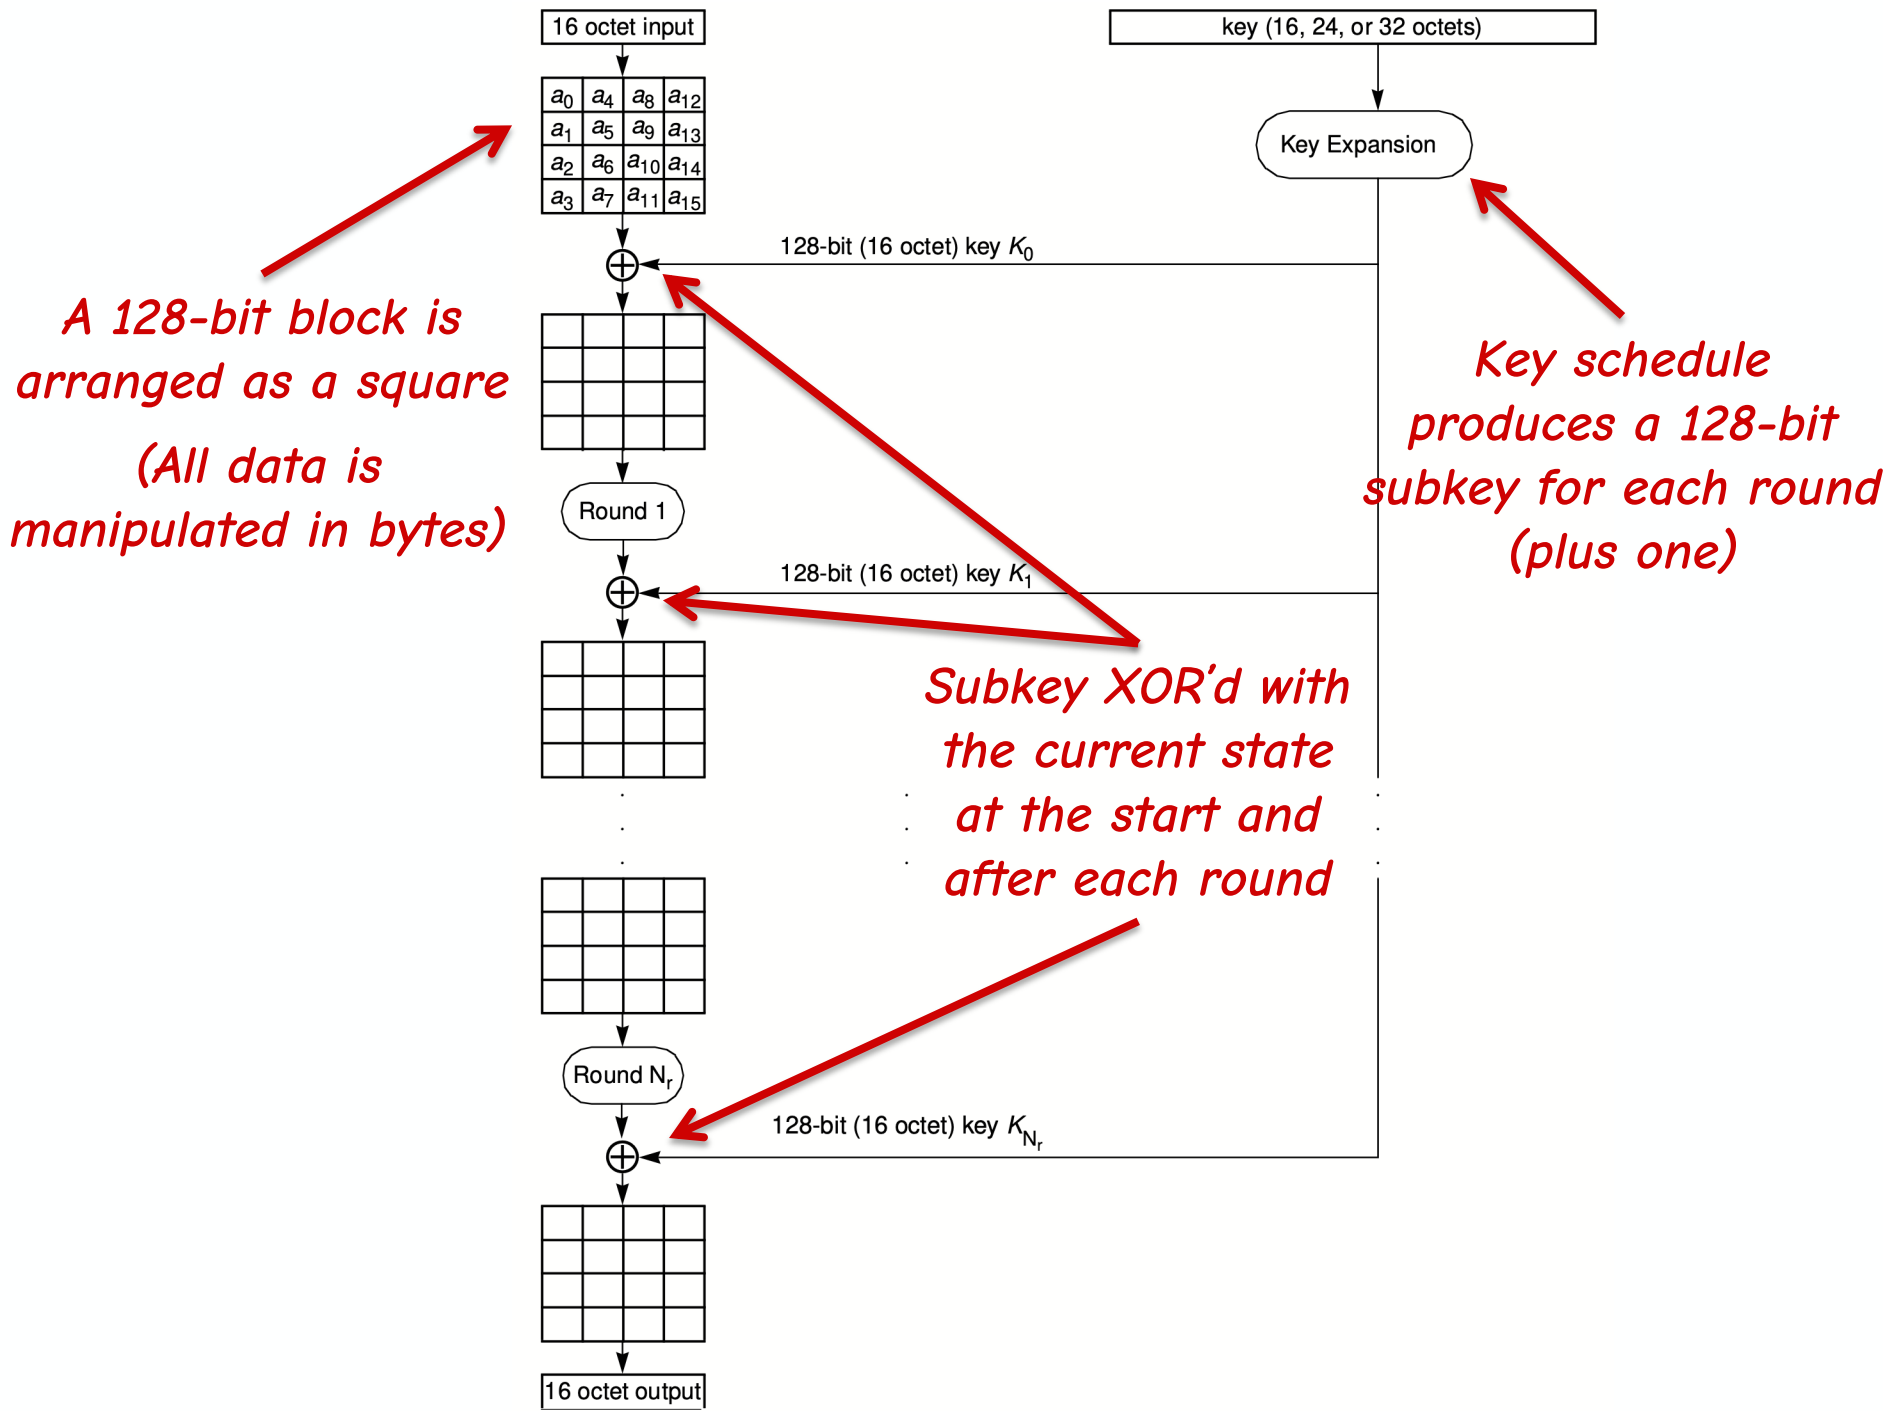 16 octet input
key (16, 24, or 32 octets)
a0 a4 a8 a12
a1 a5 a9 a13
a2 a6 a10 a14
a3 a7 a11 a15
Key Expansion
128-bit (16 octet) key K0
A 128-bit block is
arranged as a square
(All data is
manipulated in bytes)
Key schedule
produces a 128-bit
subkey for each round
(plus one)
Round 1
128-bit (16 octet) key K1
Subkey XOR'd with
the current state
at the start and
after each round
Round Nr
128-bit (16 octet) key KNr
16 octet output